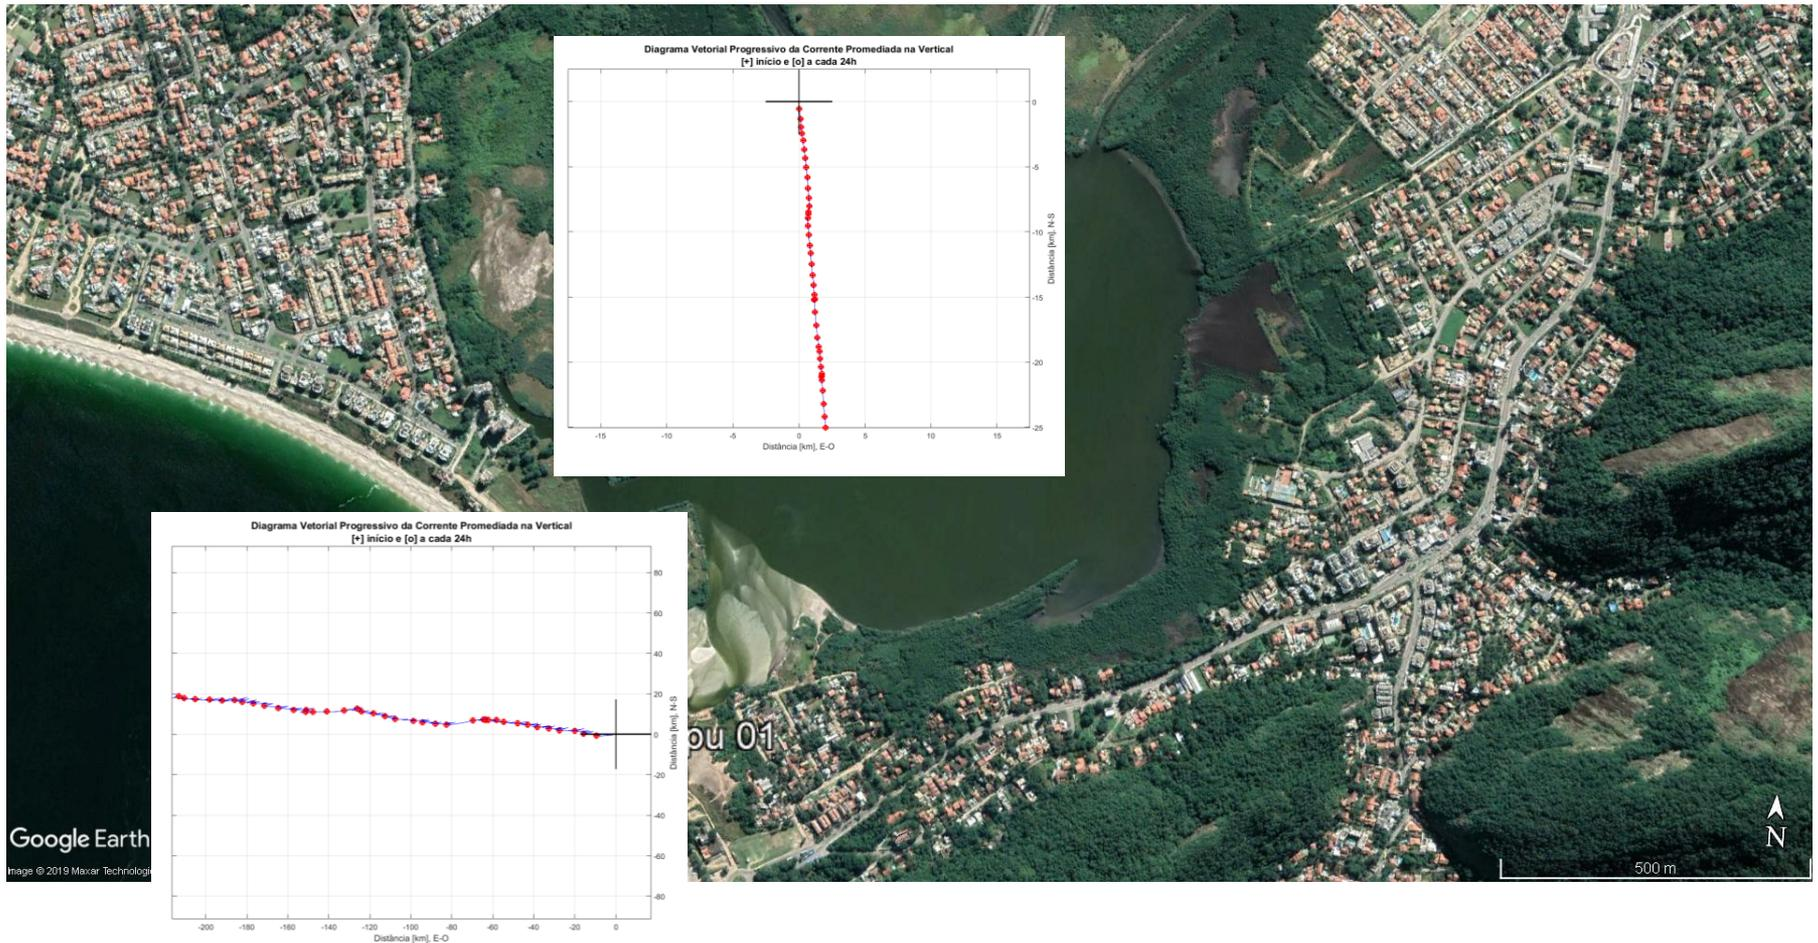 Diagrama Vetorial Progressivo da Corrente Promediada na Vertical
[+] início e [o] a cada 24h
0
-5
-10
-15
-20
-25
Distância [km], N-S
-15 -10 -5 0 5 10 15
Distância [km], E-O
Diagrama Vetorial Progressivo da Corrente Promediada na Vertical
[+] início e [o] a cada 24h
80
60
40
20
0
-20
-40
-60
-80
Distância [km], N-S
-200 -180 -160 -140 -120 -100 -80 -60 -40 -20 0
Distância [km], E-O
pu 01
Google Earth
Image © 2019 Maxar Technologi
N
500 m